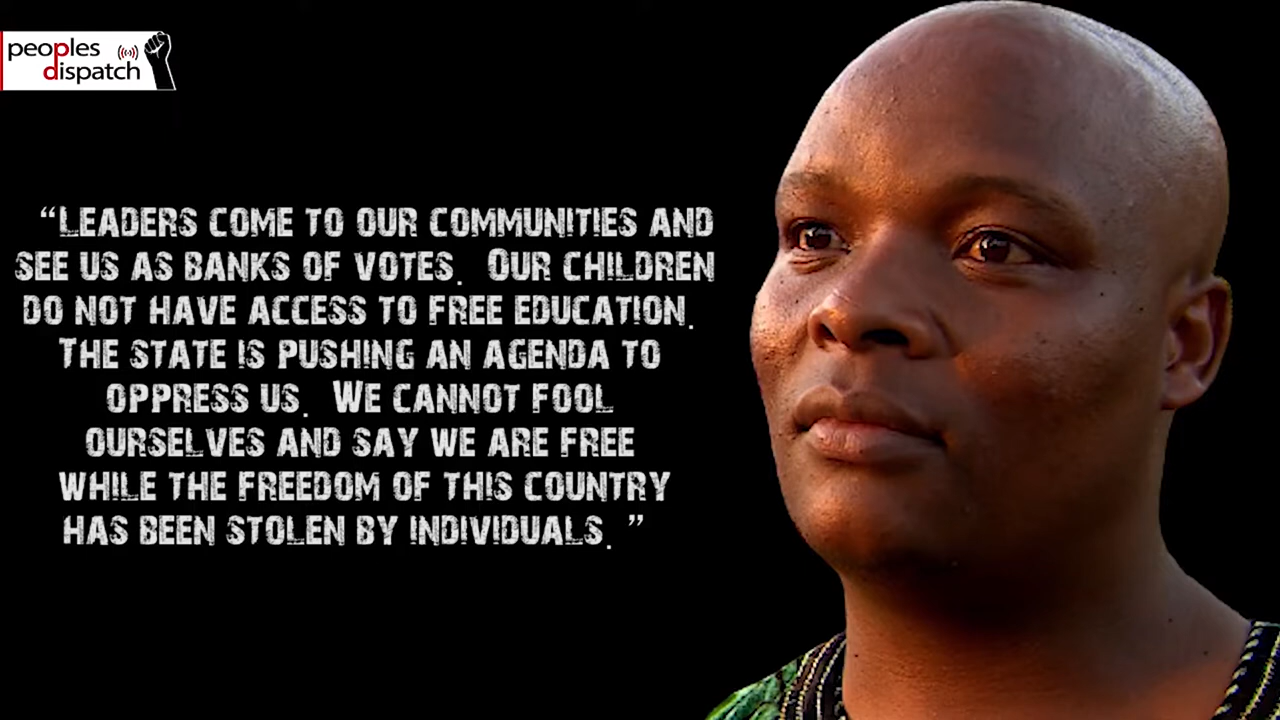 peoples
dispatch
“LEADERS COME TO OUR COMMUNITIES AND
SEE US AS BANKS OF VOTES. OUR CHILDREN
DO NOT HAVE ACCESS TO FREE EDUCATION.
THE STATE IS PUSHING AN AGENDA TO
OPPRESS US. WE CANNOT FOOL
OURSELVES AND SAY WE ARE FREE
WHILE THE FREEDOM OF THIS COUNTRY
HAS BEEN STOLEN BY INDIVIDUALS.”